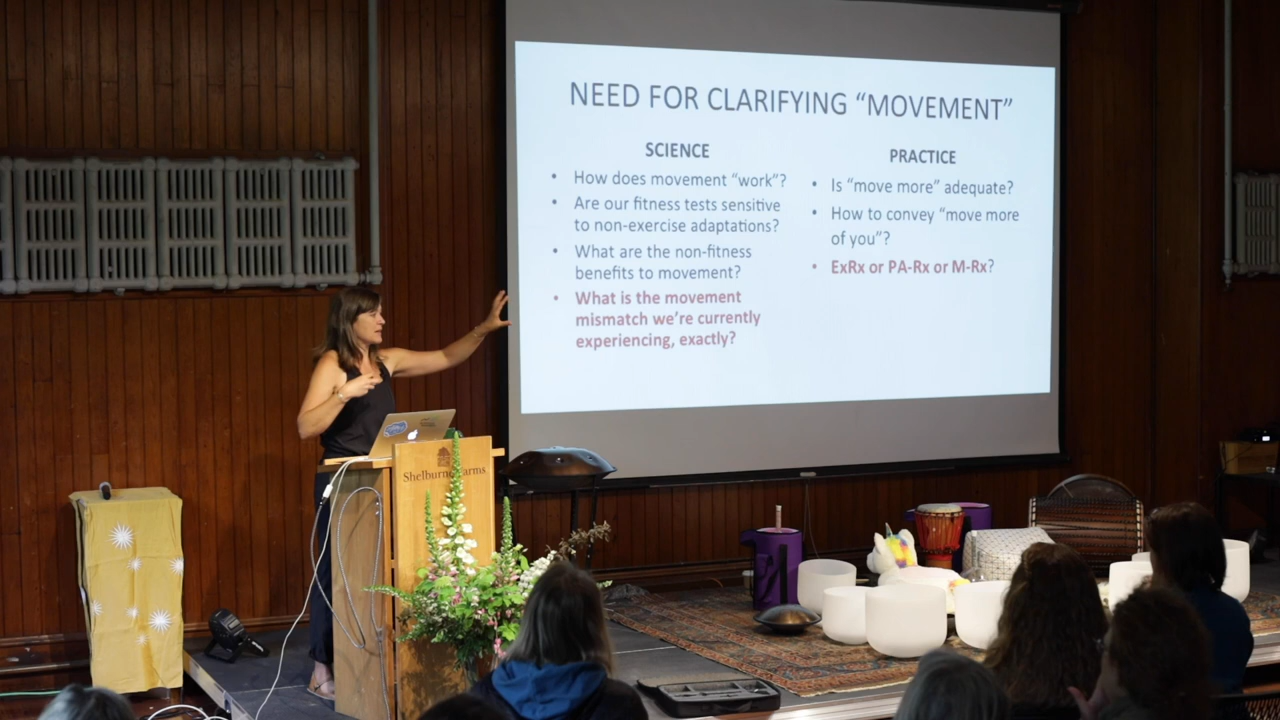 NEED FOR CLARIFYING “MOVEMENT”
SCIENCE
• How does movement “work”?
• Are our fitness tests sensitive
to non-exercise adaptations?
• What are the non-fitness
benefits to movement?
• What is the movement
mismatch we’re currently
experiencing, exactly?
PRACTICE
• Is “move more” adequate?
• How to convey “move more
of you”?
• ExRx or PA-Rx or M-Rx?
Shelburne Farms